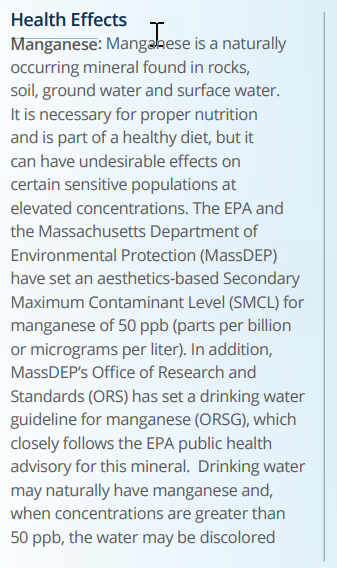 Health Effects
Manganese: Manganese is a naturally
occurring mineral found in rocks,
soil, ground water and surface water.
It is necessary for proper nutrition
and is part of a healthy diet, but it
can have undesirable effects on
certain sensitive populations at
elevated concentrations. The EPA and
the Massachusetts Department of
Environmental Protection (MassDEP)
have set an aesthetics-based Secondary
Maximum Contaminant Level (SMCL) for
manganese of 50 ppb (parts per billion
or micrograms per liter). In addition,
MassDEP's Office of Research and
Standards (ORS) has set a drinking water
guideline for manganese (ORSG), which
closely follows the EPA public health
advisory for this mineral.  Drinking water
may naturally have manganese and,
when concentrations are greater than
50 ppb, the water may be discolored